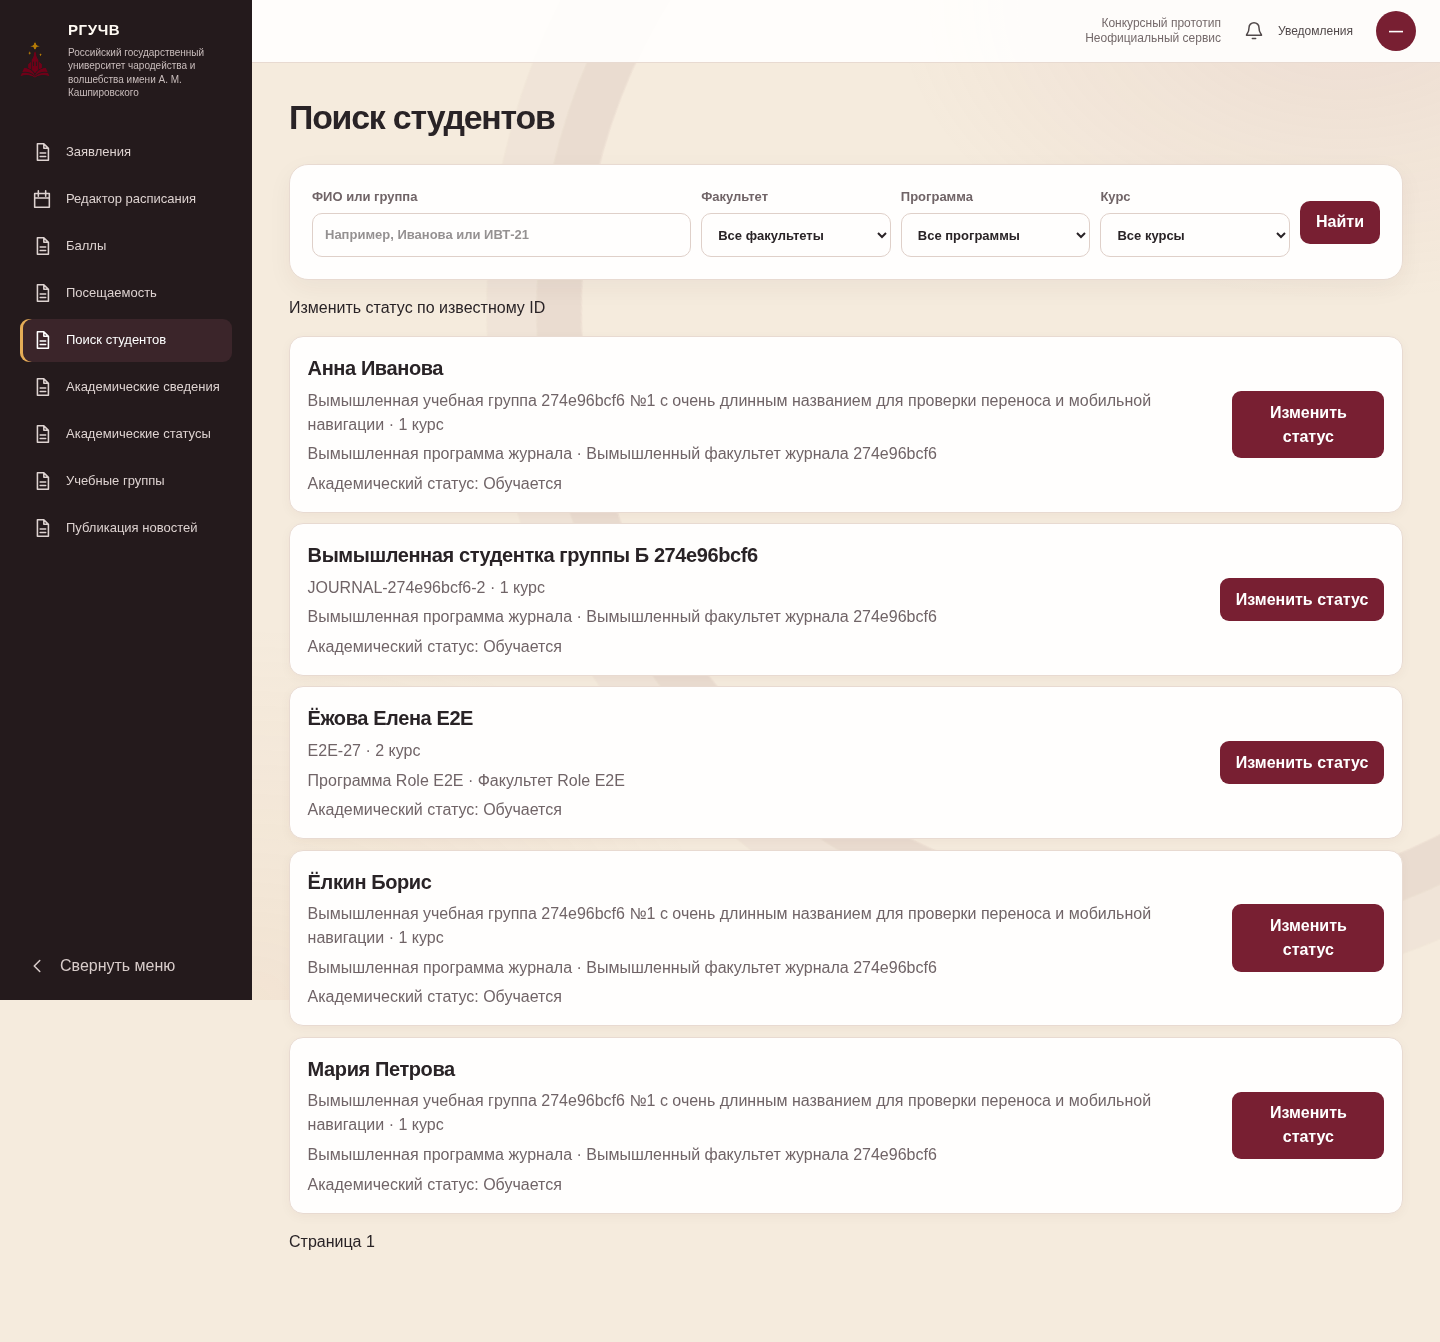 РГУЧВ
Российский государственный
университет чародейства и
волшебства имени А. М.
Кашпировского
Заявления
Редактор расписания
Баллы
Посещаемость
Поиск студентов
Академические сведения
Академические статусы
Учебные группы
Публикация новостей
Свернуть меню
Конкурсный прототип
Неофициальный сервис
Уведомления
Поиск студентов
ФИО или группа
Факультет
Программа
Курс
Например, Иванова или ИВТ-21
Все факультеты
Все программы
Все курсы
Найти
Изменить статус по известному ID
Анна Иванова
Вымышленная учебная группа 274e96bcf6 №1 с очень длинным названием для проверки переноса и мобильной
навигации · 1 курс
Вымышленная программа журнала · Вымышленный факультет журнала 274e96bcf6
Академический статус: Обучается
Изменить
статус
Вымышленная студентка группы Б 274e96bcf6
JOURNAL-274e96bcf6-2 · 1 курс
Вымышленная программа журнала · Вымышленный факультет журнала 274e96bcf6
Академический статус: Обучается
Изменить статус
Ёжова Елена E2E
E2E-27 · 2 курс
Программа Role E2E · Факультет Role E2E
Академический статус: Обучается
Изменить статус
Ёлкин Борис
Вымышленная учебная группа 274e96bcf6 №1 с очень длинным названием для проверки переноса и мобильной
навигации · 1 курс
Вымышленная программа журнала · Вымышленный факультет журнала 274e96bcf6
Академический статус: Обучается
Изменить
статус
Мария Петрова
Вымышленная учебная группа 274e96bcf6 №1 с очень длинным названием для проверки переноса и мобильной
навигации · 1 курс
Вымышленная программа журнала · Вымышленный факультет журнала 274e96bcf6
Академический статус: Обучается
Изменить
статус
Страница 1